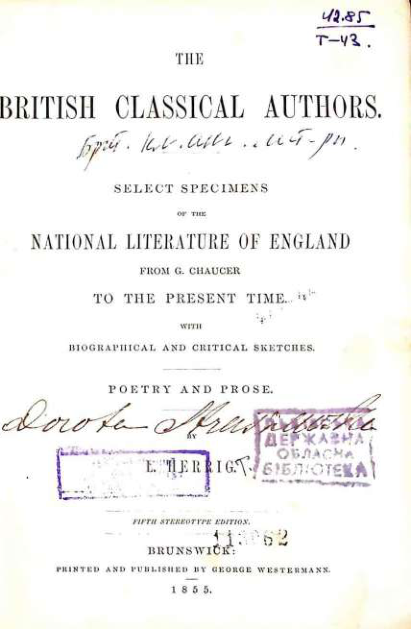 42.85
T-43.
THE
BRITISH CLASSICAL AUTHORS.
SELECT SPECIMENS
OF THE
NATIONAL LITERATURE OF ENGLAND
FROM G. CHAUCER
TO THE PRESENT TIME.
WITH
BIOGRAPHICAL AND CRITICAL SKETCHES.
POETRY AND PROSE.
Dorota
BY
L. HERRIG.
ДЕРЖАВНА
ОБЛАСНА
БІБЛІОТЕКА
FIFTH STEREOTYPE EDITION.
BRUNSWICK:
PRINTED AND PUBLISHED BY GEORGE WESTERMANN.
1855.